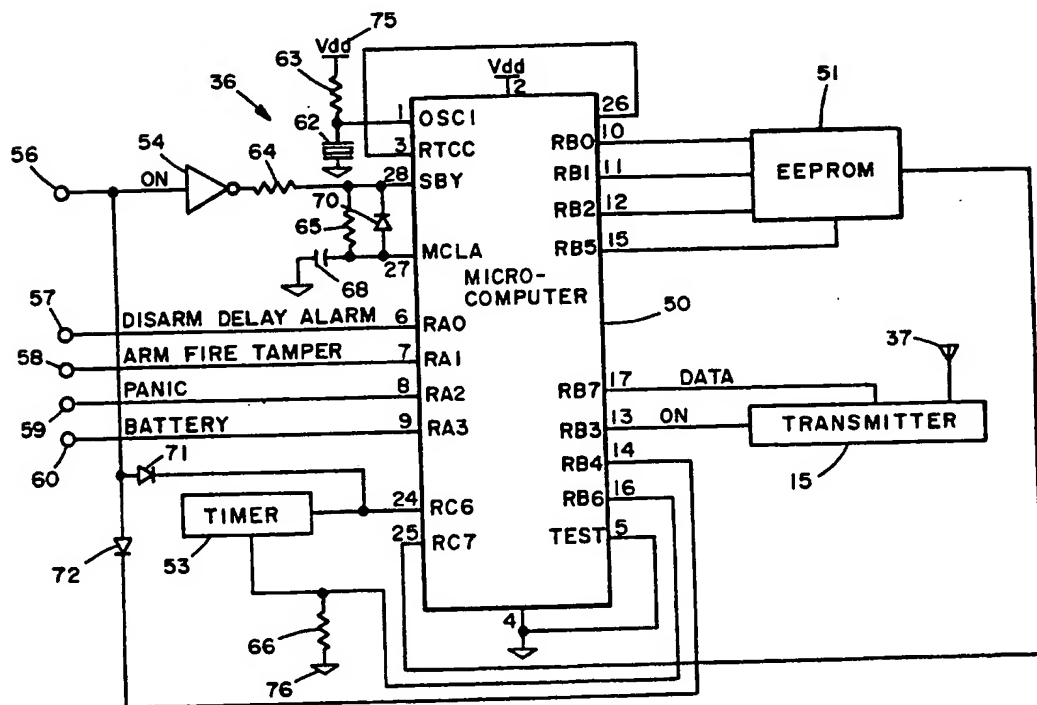 75
Vdd
63
36
Vdd
2
26
51
1
OSC1
62
3
RTCC
10
RB0
EEPROM
11
RB1
12
RB2
15
RB5
54
64
56
ON
28
SBY
70
65
27
MCLA
68
MICRO-
COMPUTER
50
57
DISARM DELAY ALARM
6
RA0
58
ARM FIRE TAMPER
7
RA1
59
PANIC
8
RA2
60
BATTERY
9
RA3
37
RB7
17
DATA
RB3
13
ON
TRANSMITTER
15
RB4
14
RB6
16
TEST
5
71
TIMER
53
24
RC6
25
RC7
72
66
76
4